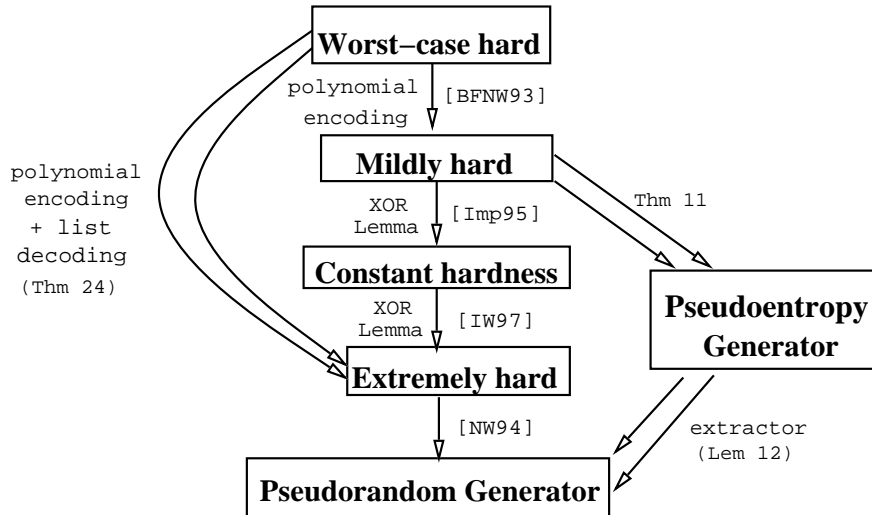 Worst−case hard
polynomial
encoding
[BFNW93]
Mildly hard
polynomial
encoding
+ list
decoding
(Thm 24)
XOR
Lemma
[Imp95]
Thm 11
Constant hardness
XOR
Lemma
[IW97]
Pseudoentropy
Generator
Extremely hard
[NW94]
extractor
(Lem 12)
Pseudorandom Generator